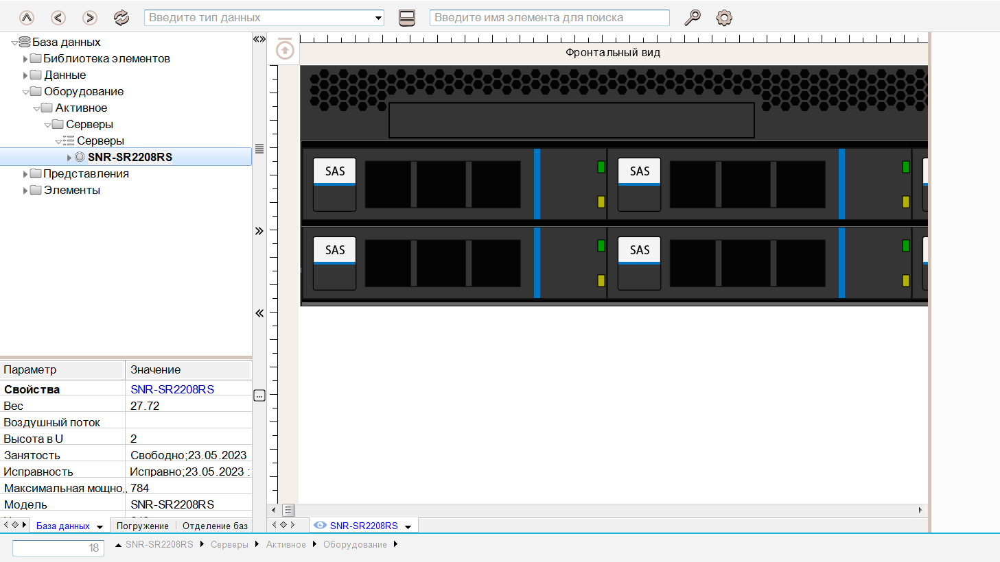 Введите тип данных
Введите имя элемента для поиска
База данных
Библиотека элементов
Данные
Оборудование
Активное
Серверы
Серверы
SNR-SR2208RS
Представления
Элементы
Фронтальный вид
SAS
SAS
SAS
SAS
Параметр Значение
Свойства SNR-SR2208RS
Вес 27.72
Воздушный поток
Высота в U 2
Занятость Свободно;23.05.2023
Исправность Исправно;23.05.2023 :
Максимальная мощно.. 784
Модель SNR-SR2208RS
База данных Погружение Отделение баз
SNR-SR2208RS
18
SNR-SR2208RS Серверы Активное Оборудование